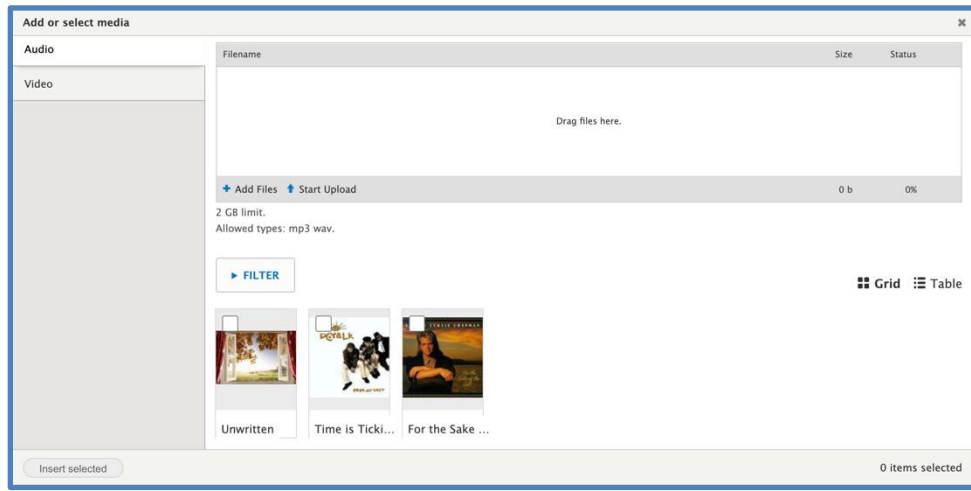 Add or select media
Audio
Video
Filename Size Status
Drag files here.
Add Files Start Upload 0 b 0%
2 GB limit.
Allowed types: mp3 wav.
FILTER
Grid Table
CURTIS CHAPMAN
Unwritten Time is Ticki... For the Sake ...
Insert selected 0 items selected